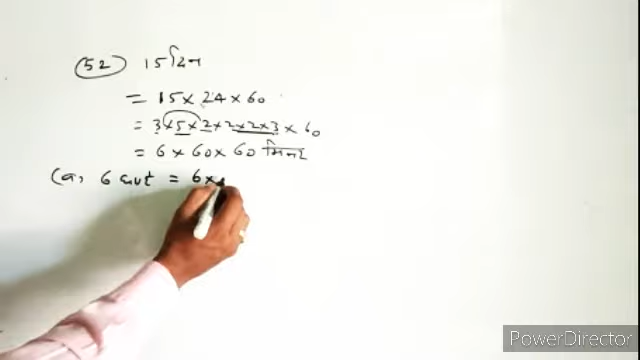 (52) 15 दिन
= 15 × 24 × 60
= 3 × 5 × 2 × 2 × 2 × 3 × 60
= 6 × 60 × 60 मिनट
(a) 6 = 6 ×
PowerDirector